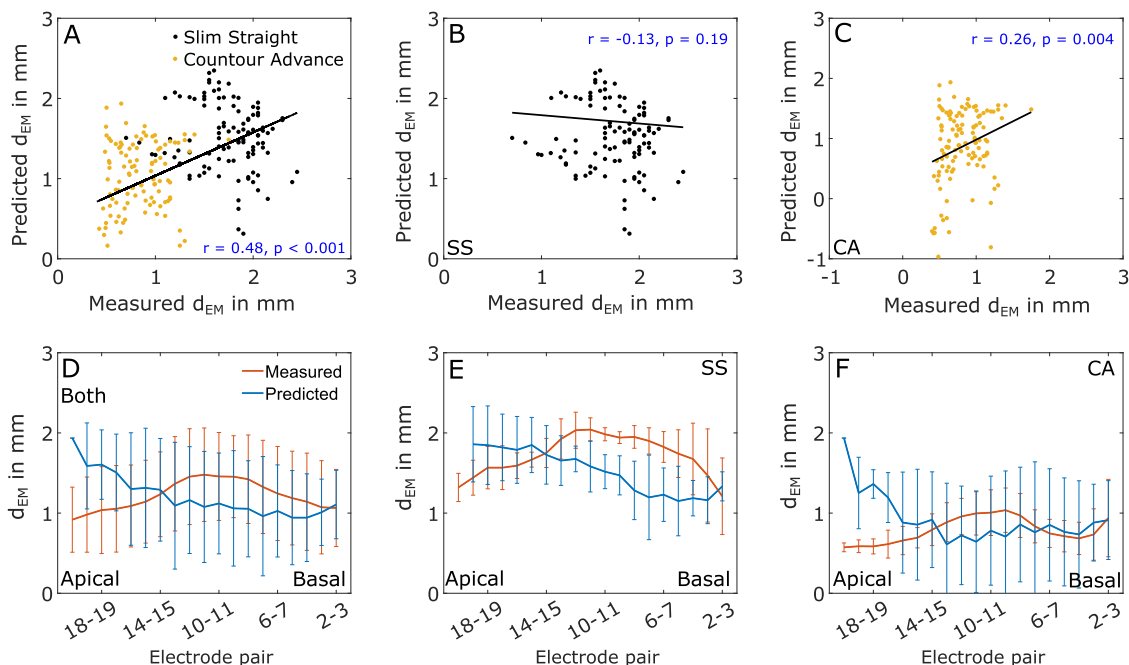 A
Slim Straight
Countour Advance
r = 0.48, p < 0.001
3
2
1
0
0 1 2 3
Predicted dEM in mm
Measured dEM in mm
B
r = -0.13, p = 0.19
SS
3
2
1
0
0 1 2 3
Predicted dEM in mm
Measured dEM in mm
C
r = 0.26, p = 0.004
CA
3
2
1
0
-1
-1 0 1 2 3
Predicted dEM in mm
Measured dEM in mm
D
Both
Measured
Predicted
Apical Basal
3
2
1
0
dEM in mm
18-19 14-15 10-11 6-7 2-3
Electrode pair
E
SS
Apical Basal
3
2
1
0
dEM in mm
18-19 14-15 10-11 6-7 2-3
Electrode pair
F
CA
Apical Basal
3
2
1
0
dEM in mm
18-19 14-15 10-11 6-7 2-3
Electrode pair